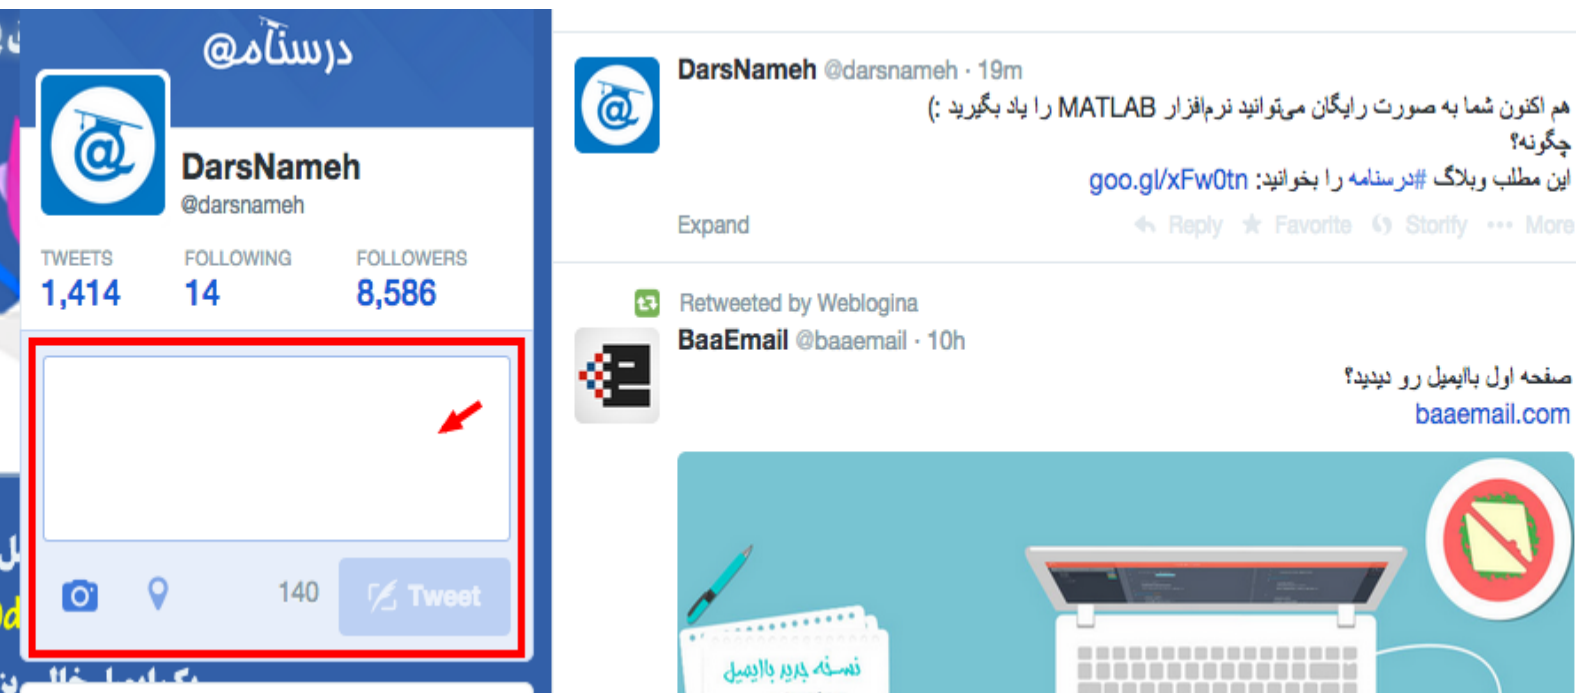 درسنامه@
DarsNameh
@darsnameh
TWEETS FOLLOWING FOLLOWERS
1,414 14 8,586
140 Tweet
DarsNameh @darsnameh · 19m
هم اکنون شما به صورت رایگان می‌توانید نرم‌افزار MATLAB را یاد بگیرید :)
چگونه؟
این مطلب وبلاگ #درسنامه را بخوانید: goo.gl/xFw0tn
Expand Reply Favorite Storify More
Retweeted by Weblogina
BaaEmail @baaemail · 10h
صفحه اول باایمیل رو دیدید؟
baaemail.com
نسخه جدید باایمیل